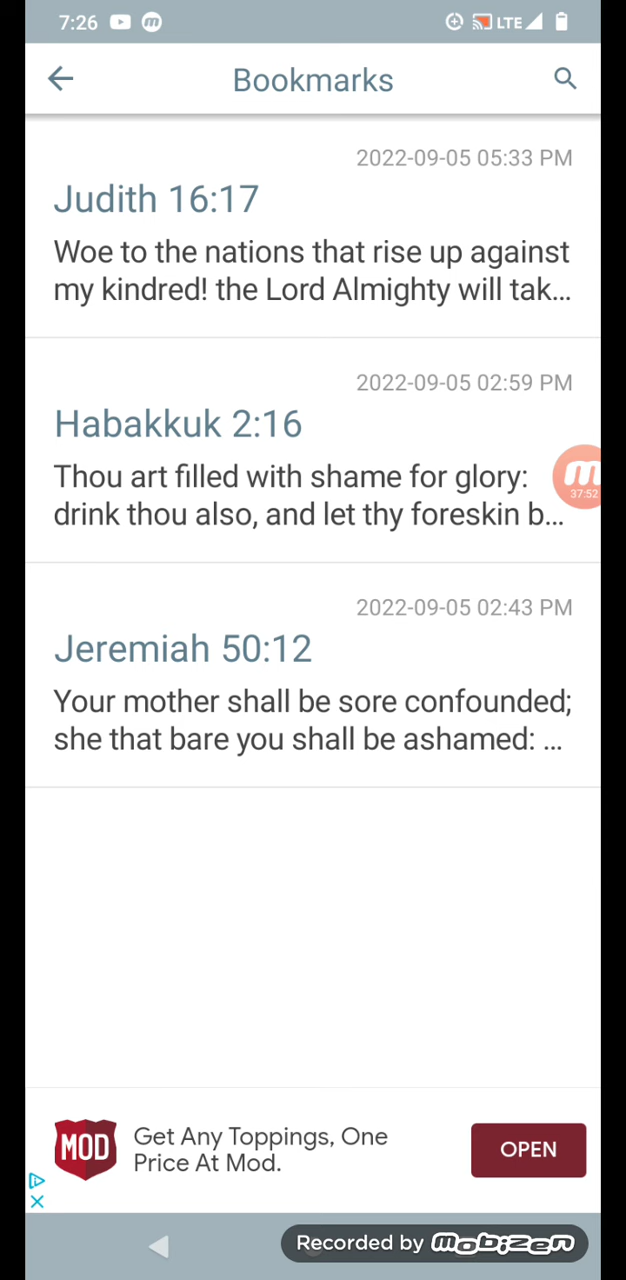 7:26
LTE
Bookmarks
2022-09-05 05:33 PM
Judith 16:17
Woe to the nations that rise up against
my kindred! the Lord Almighty will tak...
2022-09-05 02:59 PM
Habakkuk 2:16
Thou art filled with shame for glory:
drink thou also, and let thy foreskin b...
m
37:52
2022-09-05 02:43 PM
Jeremiah 50:12
Your mother shall be sore confounded;
she that bare you shall be ashamed: ...
MOD
Get Any Toppings, One
Price At Mod.
OPEN
Recorded by Mobizen